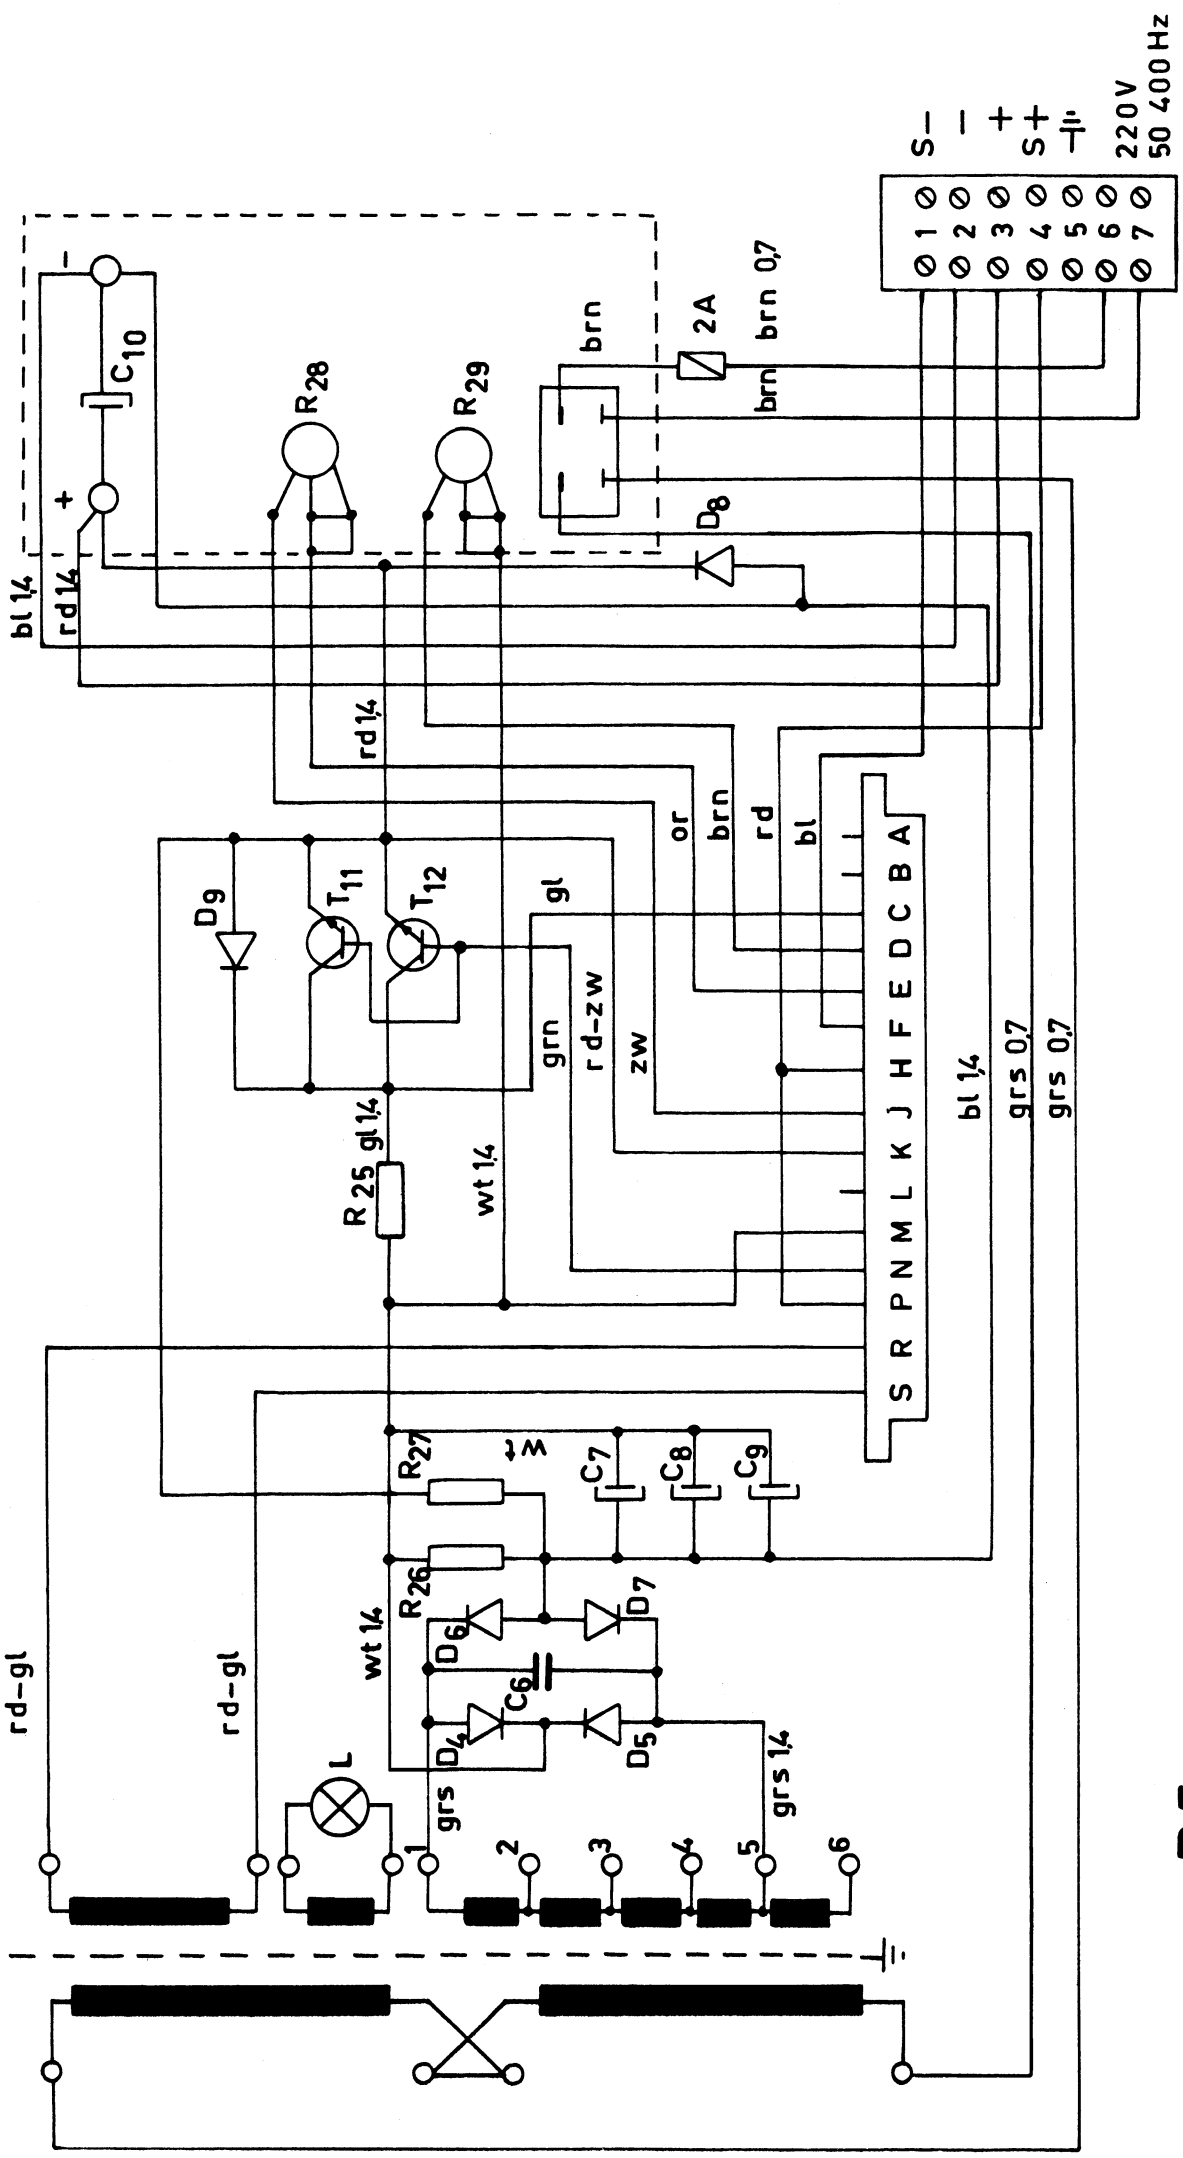 bl 1,4
rd 1,4
−
C10
+
R28
R29
brn
2A
brn 0,7
brn
D8
S−
−
+
S+
220V
50 400Hz
1
2
3
4
5
6
7
rd 1,4
D9
T11
T12
gl
or
brn
rd
bl
grn
rd-zw
zw
R25
gl 1,4
wt 1,4
A
B
C
D
E
F
H
J
K
L
M
N
P
R
S
bl 1,4
grs 0,7
grs 0,7
R27
wt
C7
C8
C9
R26
wt 1,4
D6
D7
C6
D4
D5
rd-gl
rd-gl
L
grs
grs 1,4
1
2
3
4
5
6